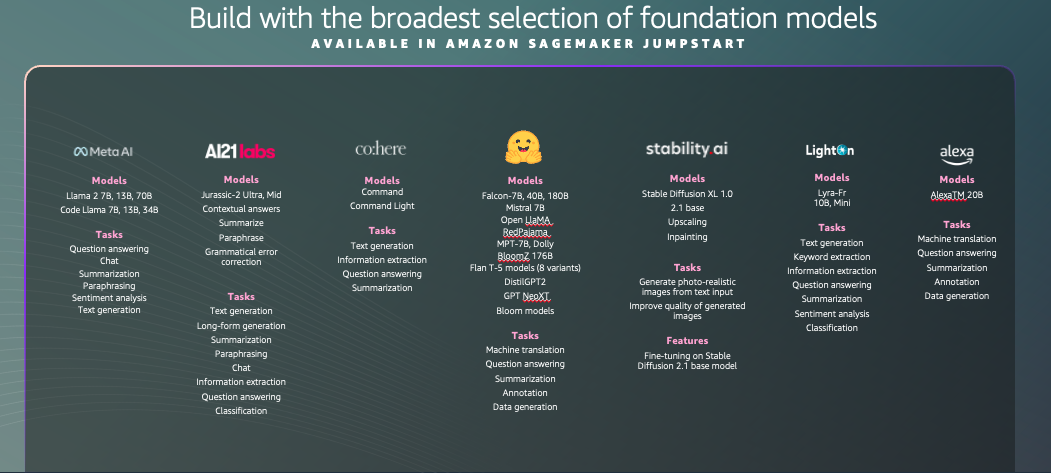 Build with the broadest selection of foundation models
AVAILABLE IN AMAZON SAGEMAKER JUMPSTART
Meta AI
Models
Llama 2 7B, 13B, 70B
Code Llama 7B, 13B, 34B
Tasks
Question answering
Chat
Summarization
Paraphrasing
Sentiment analysis
Text generation
AI21 labs
Models
Jurassic-2 Ultra, Mid
Contextual answers
Summarize
Paraphrase
Grammatical error
correction
Tasks
Text generation
Long-form generation
Summarization
Paraphrasing
Chat
Information extraction
Question answering
Classification
co:here
Models
Command
Command Light
Tasks
Text generation
Information extraction
Question answering
Summarization
Models
Falcon-7B, 40B, 180B
Mistral 7B
Open LlaMA
RedPajama
MPT-7B, Dolly
BloomZ 176B
Flan T-5 models (8 variants)
DistilGPT2
GPT NeoXT
Bloom models
Tasks
Machine translation
Question answering
Summarization
Annotation
Data generation
stability.ai
Models
Stable Diffusion XL 1.0
2.1 base
Upscaling
Inpainting
Tasks
Generate photo-realistic
images from text input
Improve quality of generated
images
Features
Fine-tuning on Stable
Diffusion 2.1 base model
LightOn
Models
Lyra-Fr
10B, Mini
Tasks
Text generation
Keyword extraction
Information extraction
Question answering
Summarization
Sentiment analysis
Classification
alexa
Models
AlexaTM 20B
Tasks
Machine translation
Question answering
Summarization
Annotation
Data generation